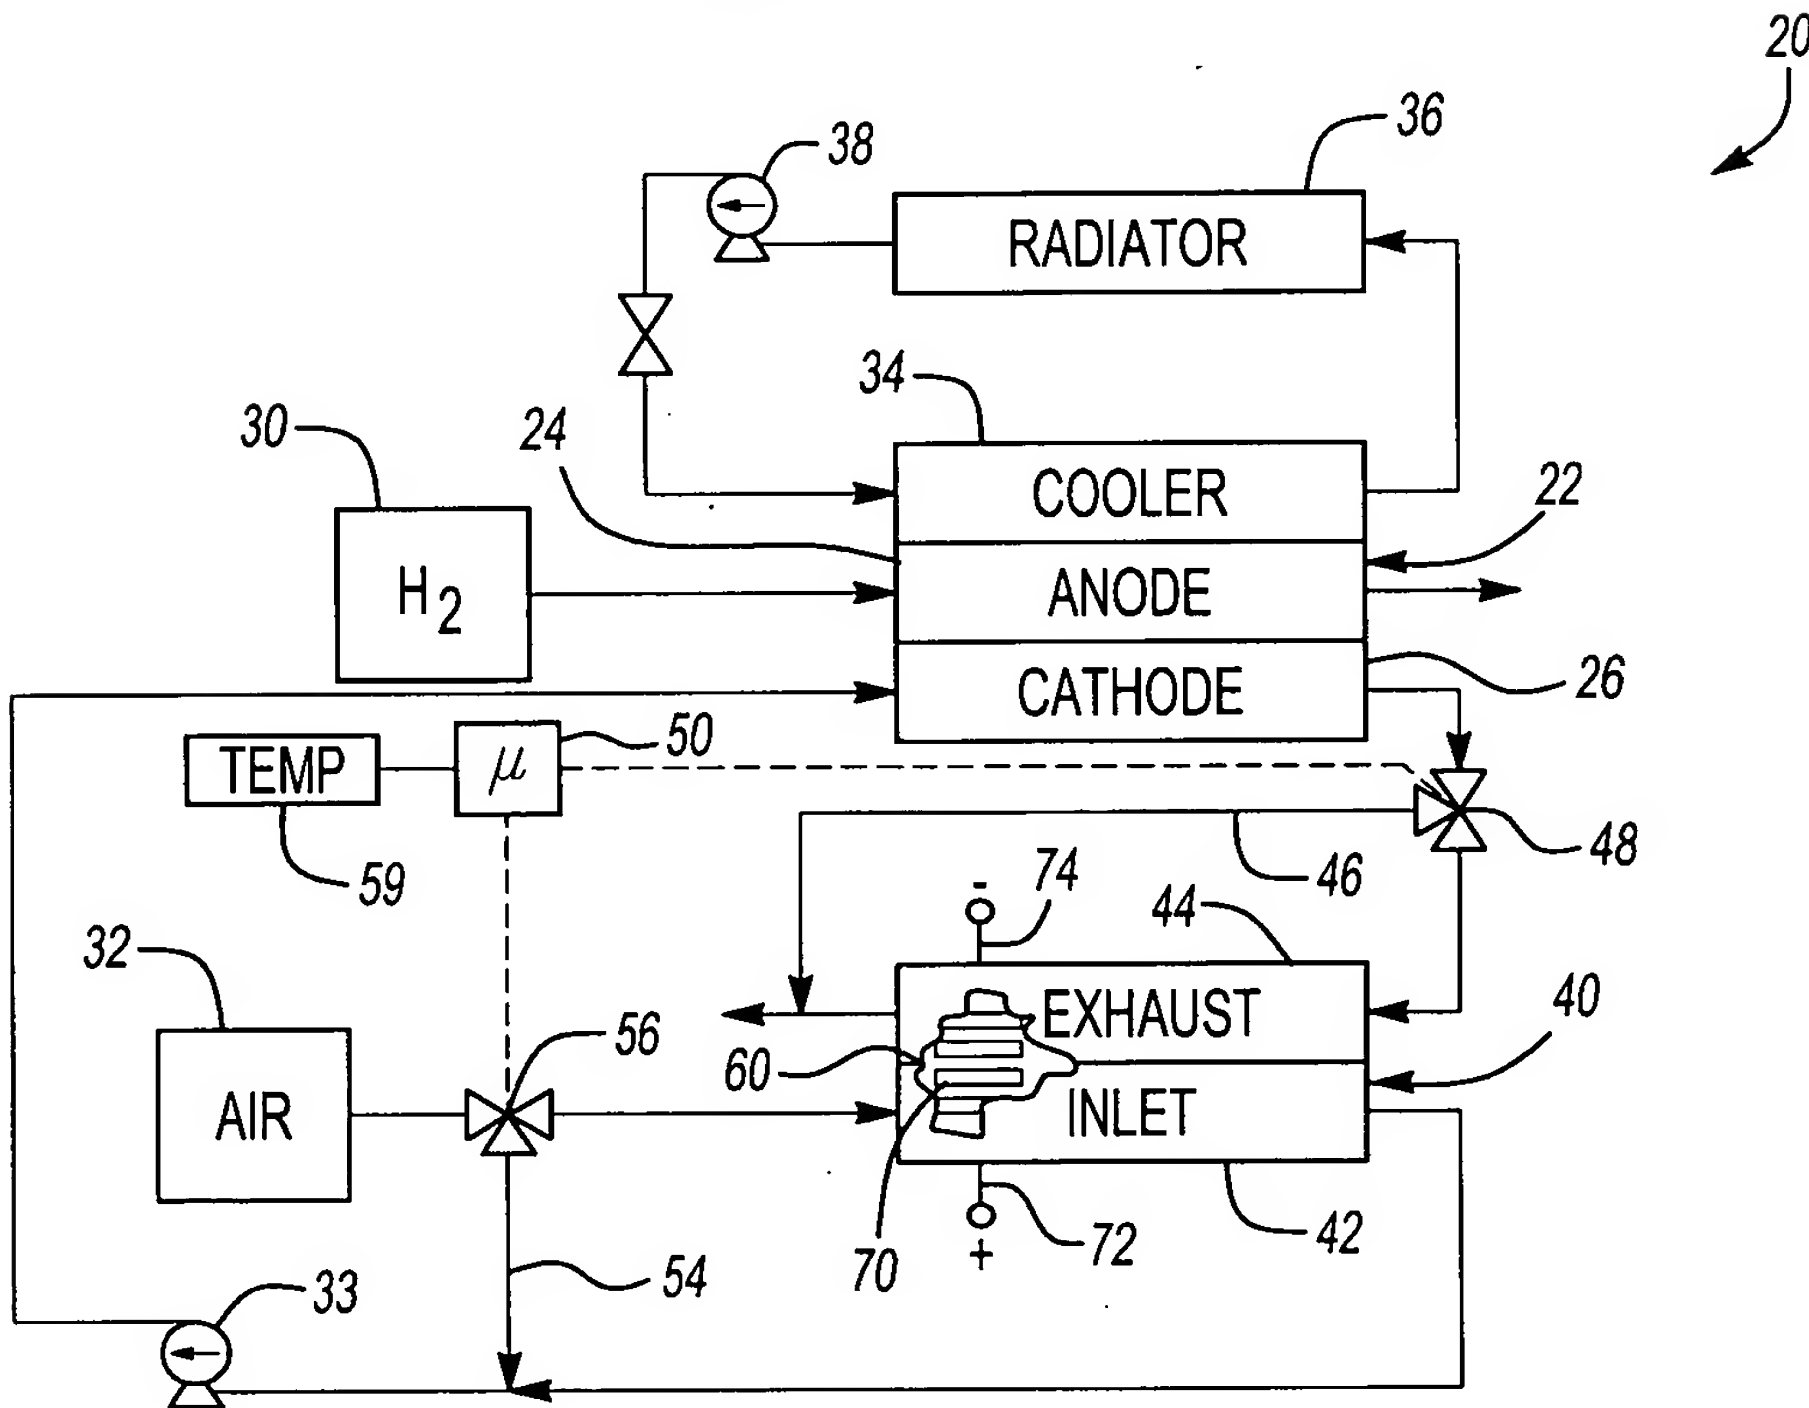 20
36
38
RADIATOR
34
24
30
COOLER
22
H2
ANODE
CATHODE
26
50
TEMP
μ
48
59
46
74
-
44
32
EXHAUST
40
56
60
AIR
INLET
72
42
+
70
54
33